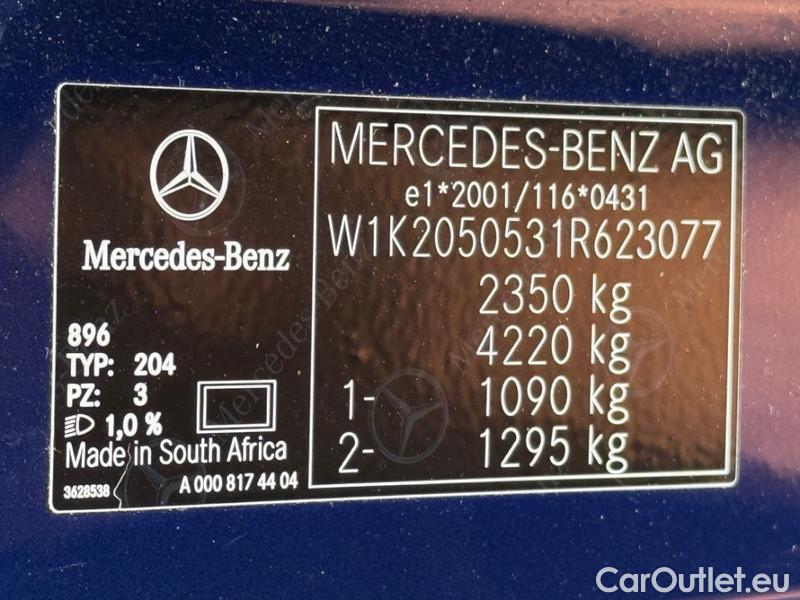 Mercedes-Benz
896
TYP: 204
PZ: 3
1,0 %
Made in South Africa
3628538
A 000 817 44 04
MERCEDES-BENZ AG
e1*2001/116*0431
W1K2050531R623077
2350 kg
4220 kg
1- 1090 kg
2- 1295 kg
CarOutlet.eu